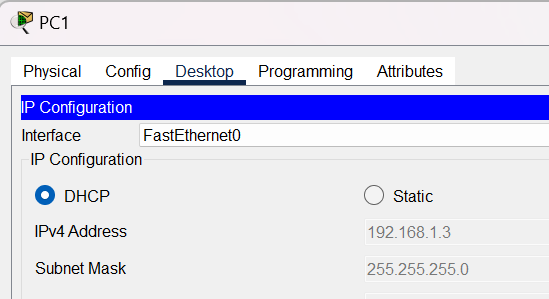 PC1
Physical Config Desktop Programming Attributes
IP Configuration
Interface FastEthernet0
IP Configuration
DHCP Static
IPv4 Address 192.168.1.3
Subnet Mask 255.255.255.0